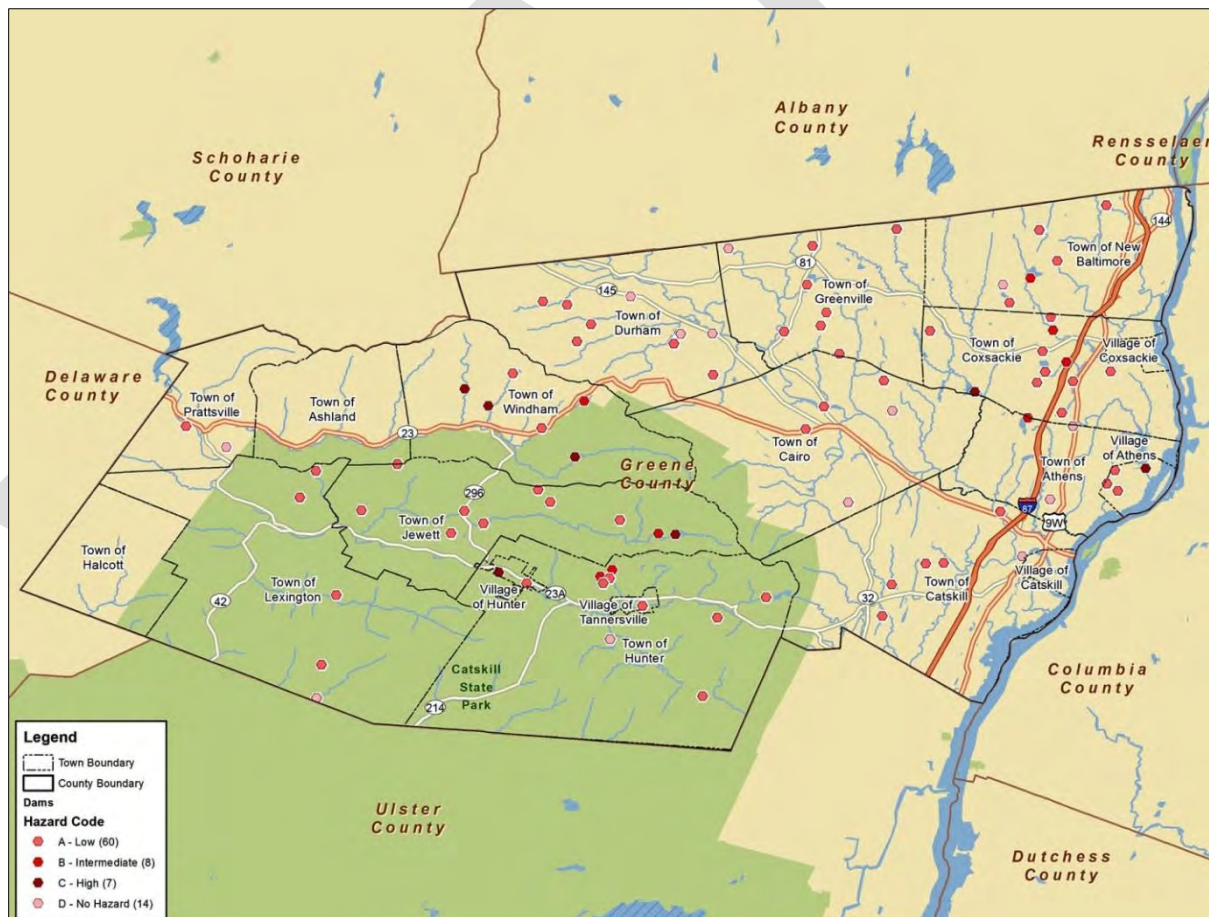 Albany
County
Rensselaer
County
Schoharie
County
144
Town of New
Baltimore
81
Town of
Greenville
145
Town of
Durham
Town of
Coxsackie
Village of
Coxsackie
Delaware
County
Town of
Prattsville
Town of
Ashland
Town of
Windham
23
Town of
Cairo
Village
of Athens
Greene
County
Town of
Athens
296
87
9W
Town of
Jewett
Town of
Halcott
Town of
Lexington
Village
of Hunter
23A
Village of
Tannersville
Town of
Catskill
Village of
Catskill
42
32
Town of
Hunter
Catskill
State
Park
214
Columbia
County
Legend
Town Boundary
County Boundary
Dams
Hazard Code
A - Low (60)
B - Intermediate (8)
C - High (7)
D - No Hazard (14)
Ulster
County
Dutchess
County